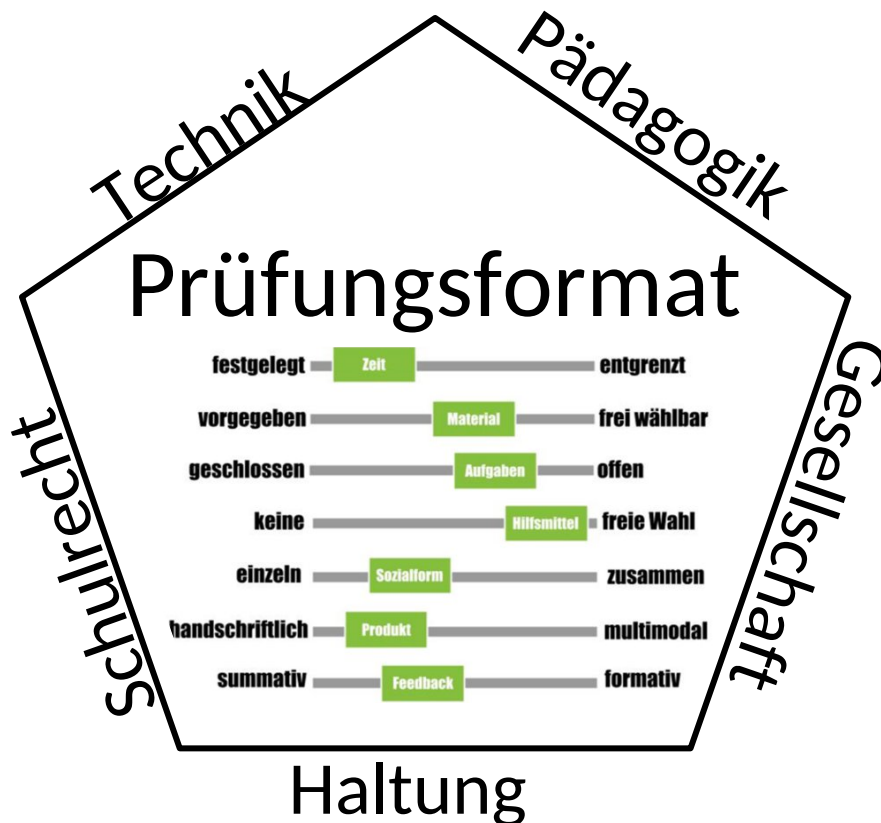 Technik
Pädagogik
Prüfungsformat
festgelegt Zeit entgrenzt
vorgegeben Material frei wählbar
geschlossen Aufgaben offen
keine Hilfsmittel freie Wahl
einzeln Sozialform zusammen
handschriftlich Produkt multimodal
summativ Feedback formativ
Schulrecht
Gesellschaft
Haltung